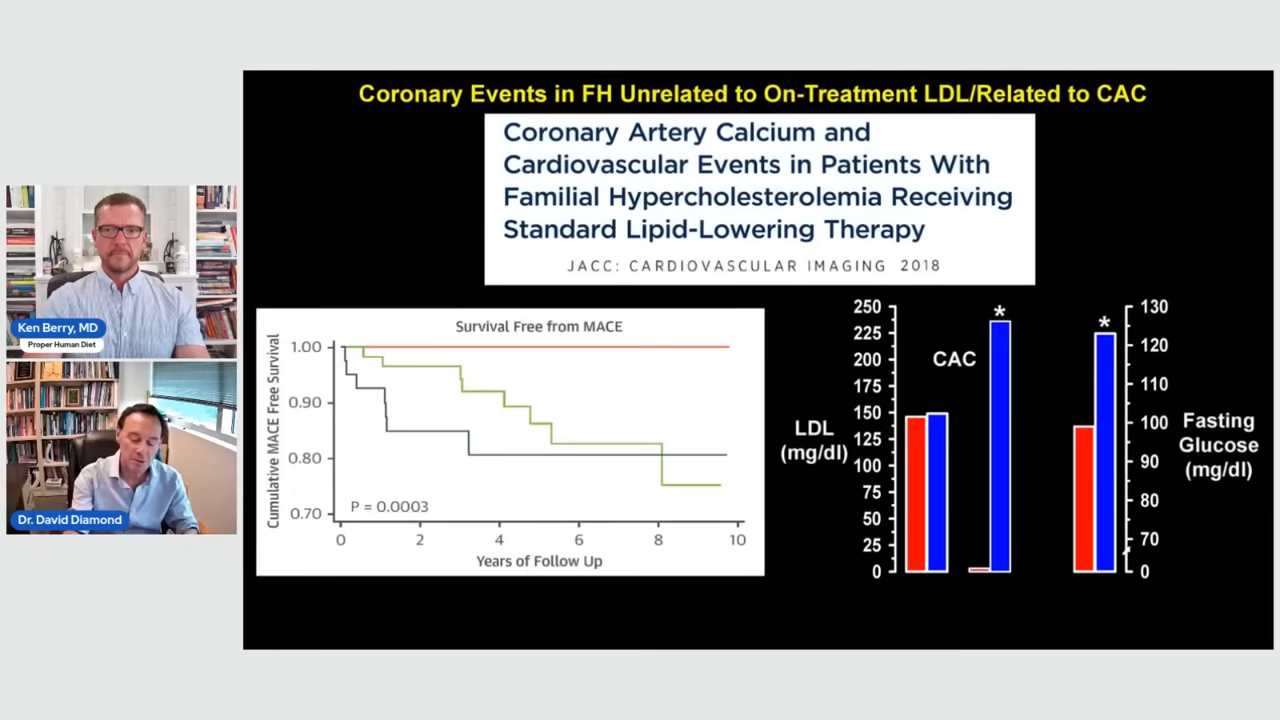 Coronary Events in FH Unrelated to On-Treatment LDL/Related to CAC
Coronary Artery Calcium and
Cardiovascular Events in Patients With
Familial Hypercholesterolemia Receiving
Standard Lipid-Lowering Therapy
JACC: CARDIOVASCULAR IMAGING 2018
Ken Berry, MD
Proper Human Diet
Dr. David Diamond
Survival Free from MACE
Cumulative MACE Free Survival
1.00
0.90
0.80
0.70
P = 0.0003
0 2 4 6 8 10
Years of Follow Up
LDL
(mg/dl)
250
225
200
175
150
125
100
75
50
25
0
CAC
*
*
130
120
110
100
90
80
70
0
Fasting
Glucose
(mg/dl)